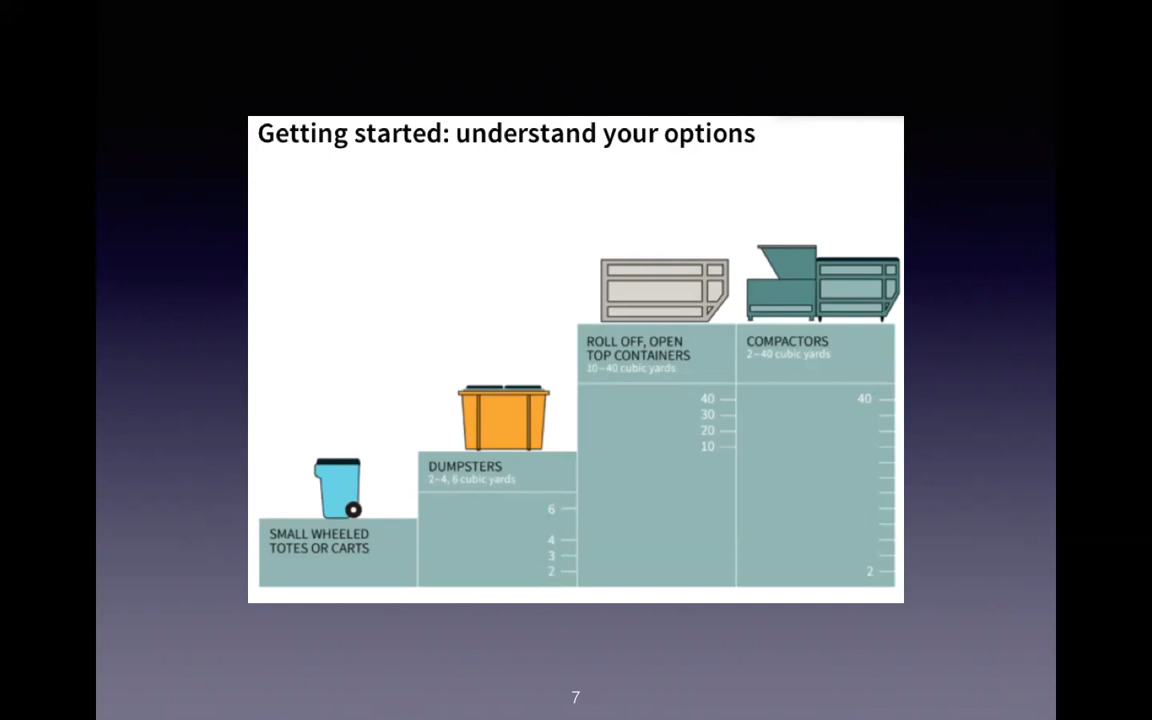 Getting started: understand your options
ROLL OFF, OPEN
TOP CONTAINERS
10–40 cubic yards
COMPACTORS
2–40 cubic yards
40
30
20
10
40
2
DUMPSTERS
2–4, 6 cubic yards
6
4
3
2
SMALL WHEELED
TOTES OR CARTS
7